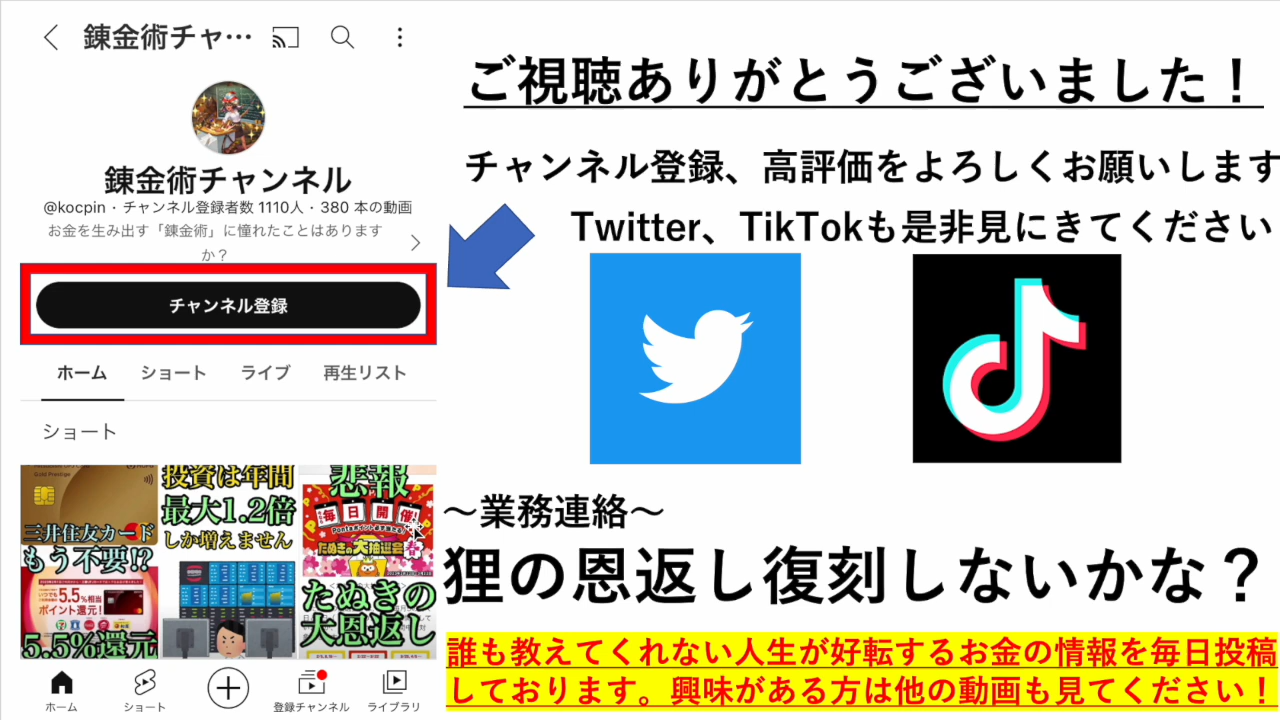 錬金術チャ…
錬金術チャンネル
@kocpin・チャンネル登録者数 1110人・380 本の動画
お金を生み出す「錬金術」に憧れたことはあります
か？
チャンネル登録
ホーム ショート ライブ 再生リスト
ショート
三井住友カード
もう不要!?
5.5%相当
ポイント還元!
5.5%還元
投資は年間
最大1.2倍
しか増えません
悲報
毎日開催!
たぬきの大抽選会
たぬきの
大恩返し
ホーム
ショート
登録チャンネル
ライブラリ
ご視聴ありがとうございました！
チャンネル登録、高評価をよろしくお願いします
Twitter、TikTokも是非見にきてください
～業務連絡～
狸の恩返し復刻しないかな？
誰も教えてくれない人生が好転するお金の情報を毎日投稿
しております。興味がある方は他の動画も見てください！